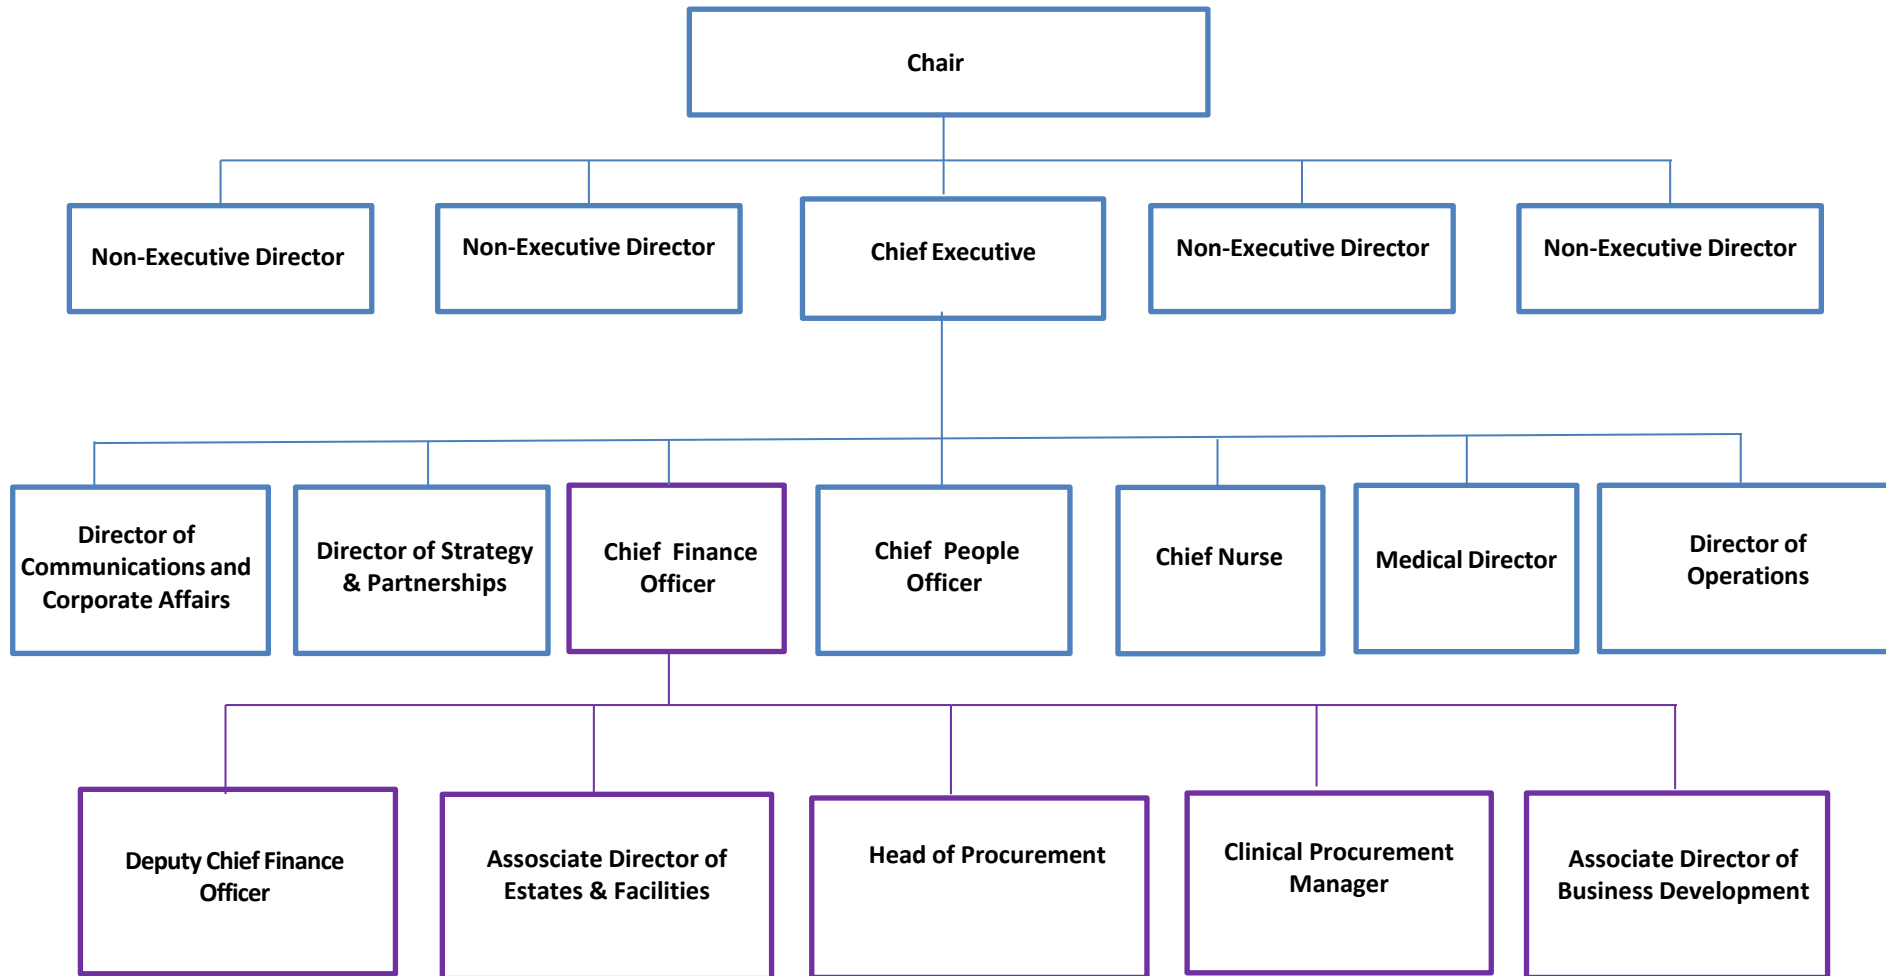 Chair
Non-Executive Director
Non-Executive Director
Chief Executive
Non-Executive Director
Non-Executive Director
Director of
Communications and
Corporate Affairs
Director of Strategy
& Partnerships
Chief Finance
Officer
Chief People
Officer
Chief Nurse
Medical Director
Director of
Operations
Deputy Chief Finance
Officer
Assosciate Director of
Estates & Facilities
Head of Procurement
Clinical Procurement
Manager
Associate Director of
Business Development